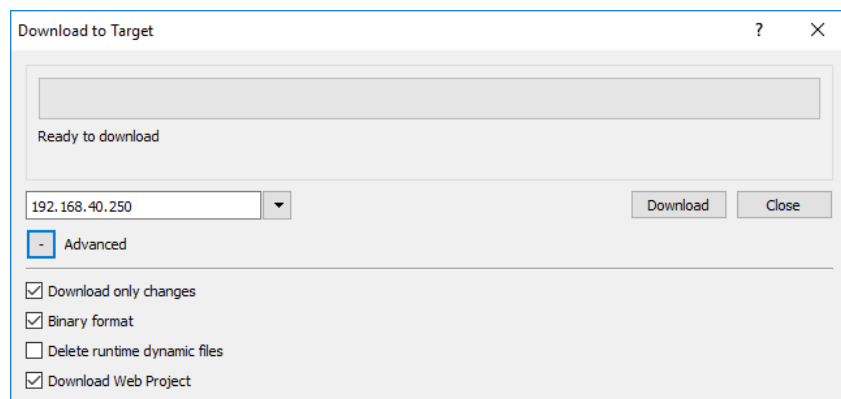 Download to Target
Ready to download
192.168.40.250
Download
Close
- Advanced
Download only changes
Binary format
Delete runtime dynamic files
Download Web Project